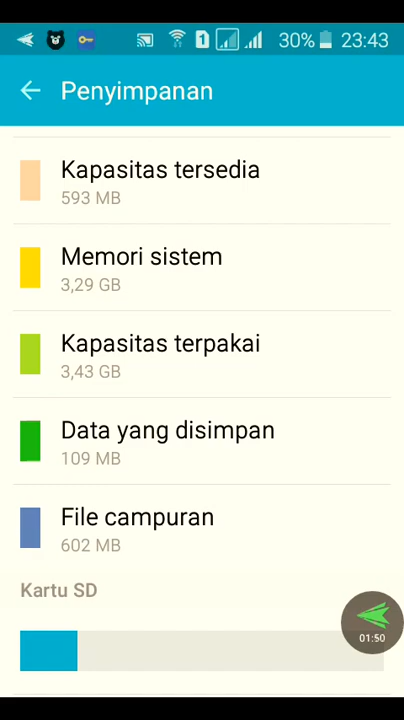 1 30% 23:43
Penyimpanan
Kapasitas tersedia
593 MB
Memori sistem
3,29 GB
Kapasitas terpakai
3,43 GB
Data yang disimpan
109 MB
File campuran
602 MB
Kartu SD
01:50